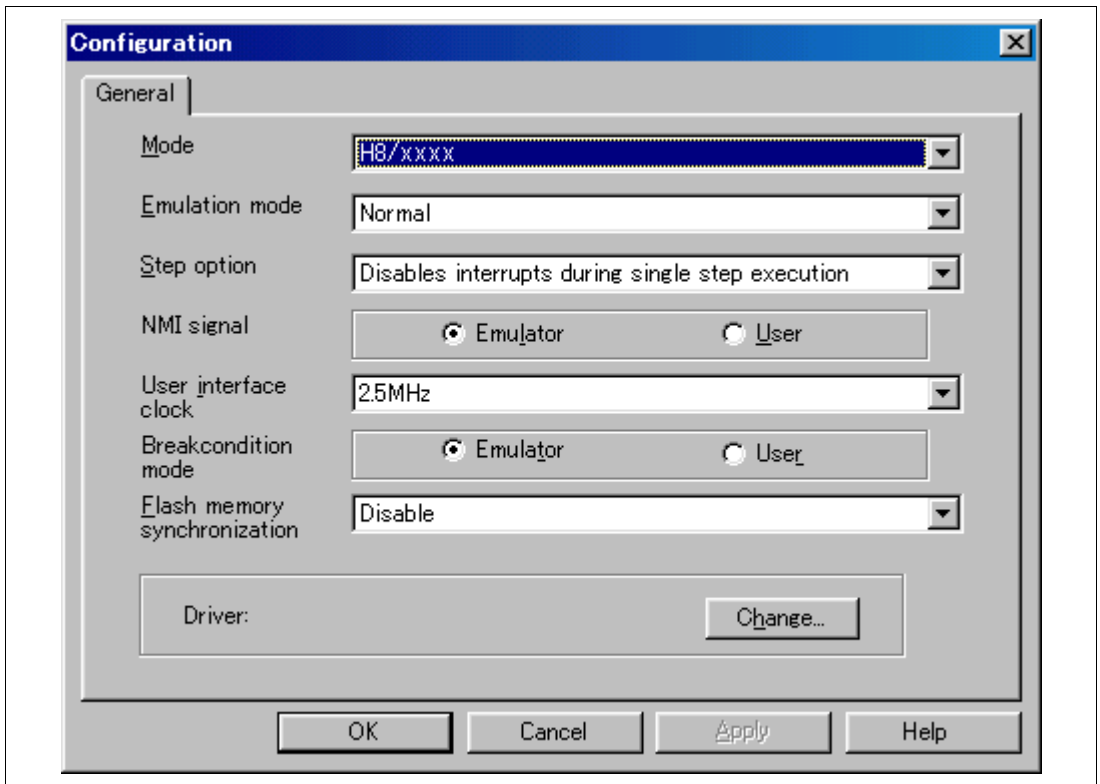 Configuration
General
Mode
H8/xxxx
Emulation mode
Normal
Step option
Disables interrupts during single step execution
NMI signal
Emulator
User
User interface
clock
2.5MHz
Breakcondition
mode
Emulator
User
Flash memory
synchronization
Disable
Driver:
Change...
OK
Cancel
Apply
Help